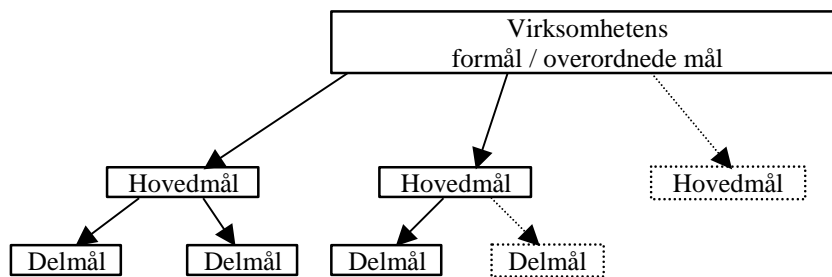 Virksomhetens
formål / overordnede mål
Hovedmål
Hovedmål
Hovedmål
Delmål
Delmål
Delmål
Delmål